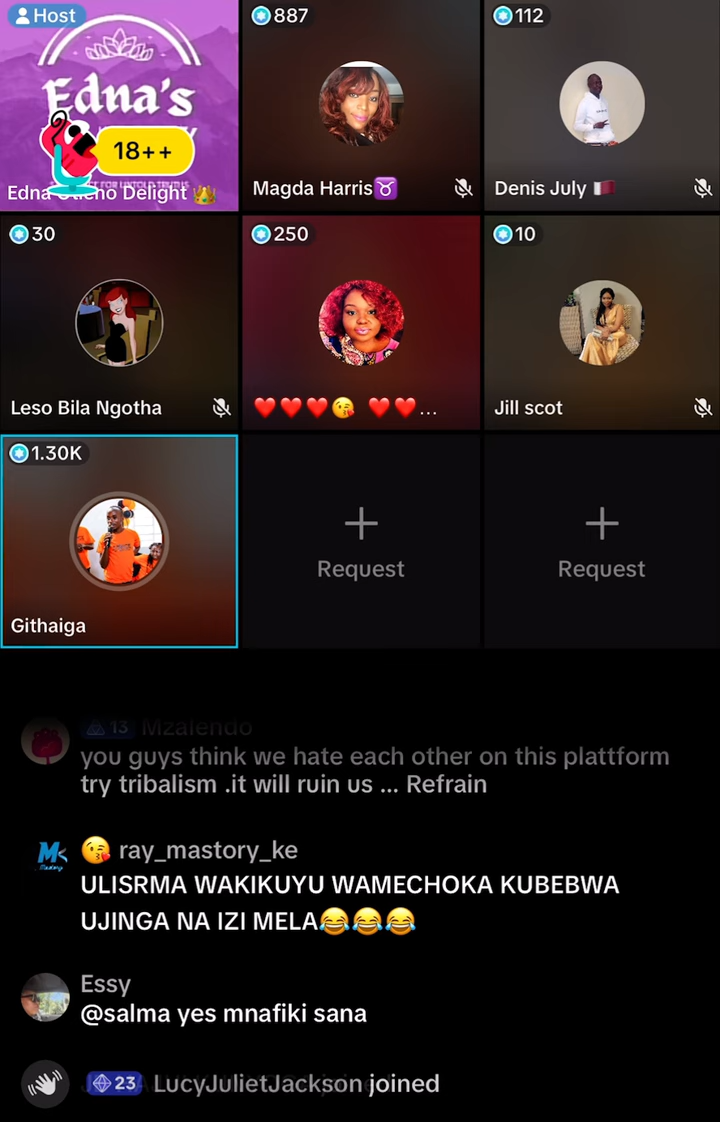 Host
Edna's
18++
Edna Delight 👑
887
Magda Harris♉
112
Denis July 🇶🇦
30
Leso Bila Ngotha
250
❤️❤️❤️😘 ❤️❤️...
10
Jill scot
1.30K
Githaiga
Request
Request
13 Mzalendo
you guys think we hate each other on this plattform
try tribalism .it will ruin us ... Refrain
😘 ray_mastory_ke
ULISRMA WAKIKUYU WAMECHOKA KUBEBWA
UJINGA NA IZI MELA😂😂😂
Essy
@salma yes mnafiki sana
23 LucyJulietJackson joined